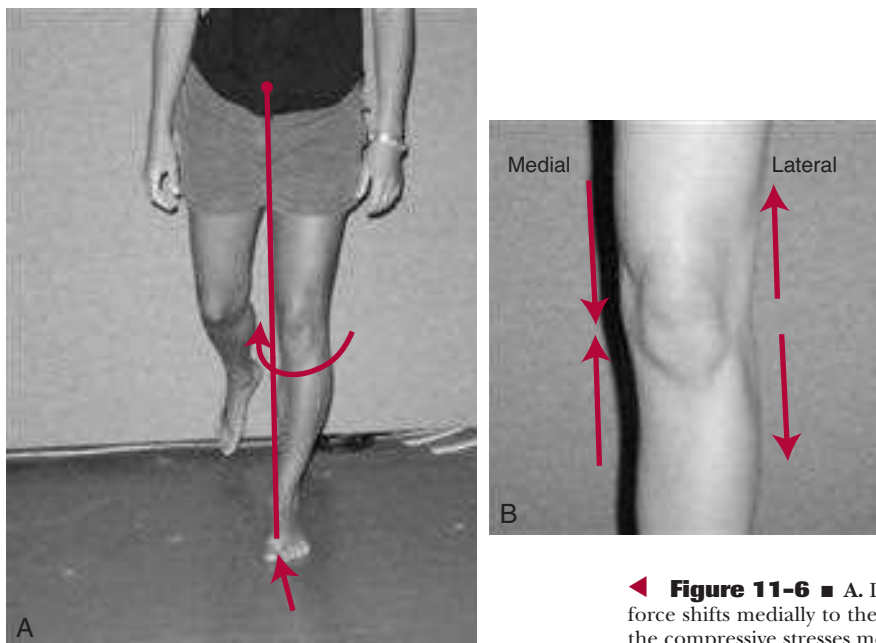 A
Medial
Lateral
B
◀ Figure 11-6 ■ A.
force shifts medially to the
the compressive stresses